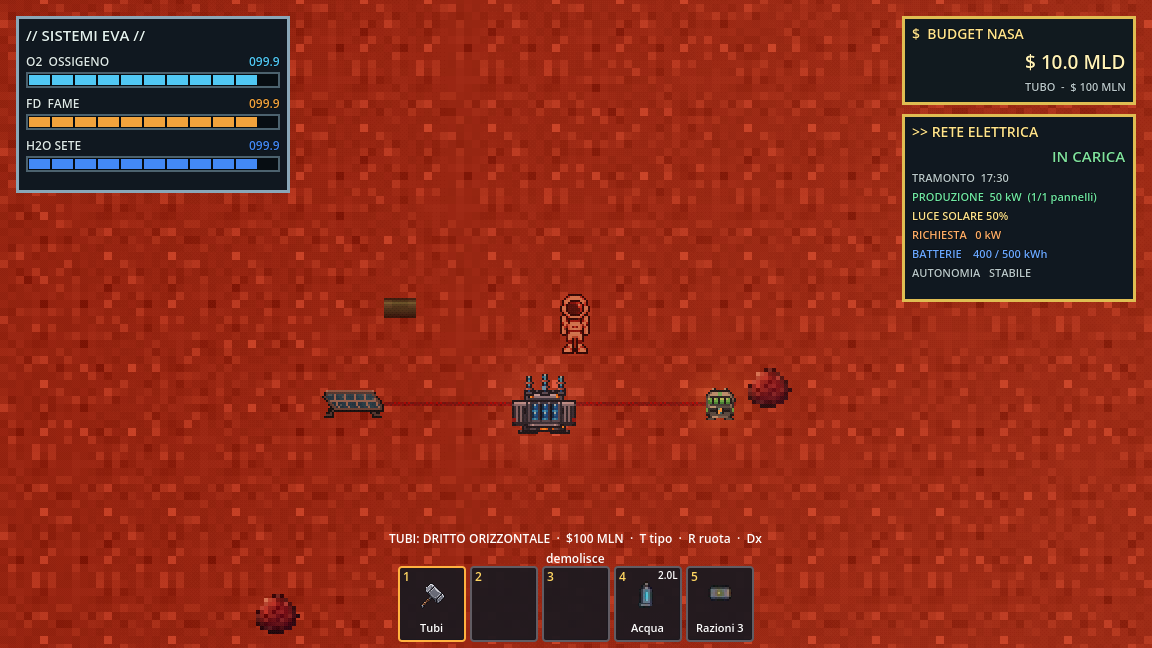 // SISTEMI EVA //
O2 OSSIGENO 099.9
FD FAME 099.9
H2O SETE 099.9
$ BUDGET NASA
$ 10.0 MLD
TUBO - $ 100 MLN
>> RETE ELETTRICA
IN CARICA
TRAMONTO 17:30
PRODUZIONE 50 kW (1/1 pannelli)
LUCE SOLARE 50%
RICHIESTA 0 kW
BATTERIE 400 / 500 kWh
AUTONOMIA STABILE
TUBI: DRITTO ORIZZONTALE · $100 MLN · T tipo · R ruota · Dx
demolisce
1 2 3 4 2.0L 5
Tubi Acqua Razioni 3